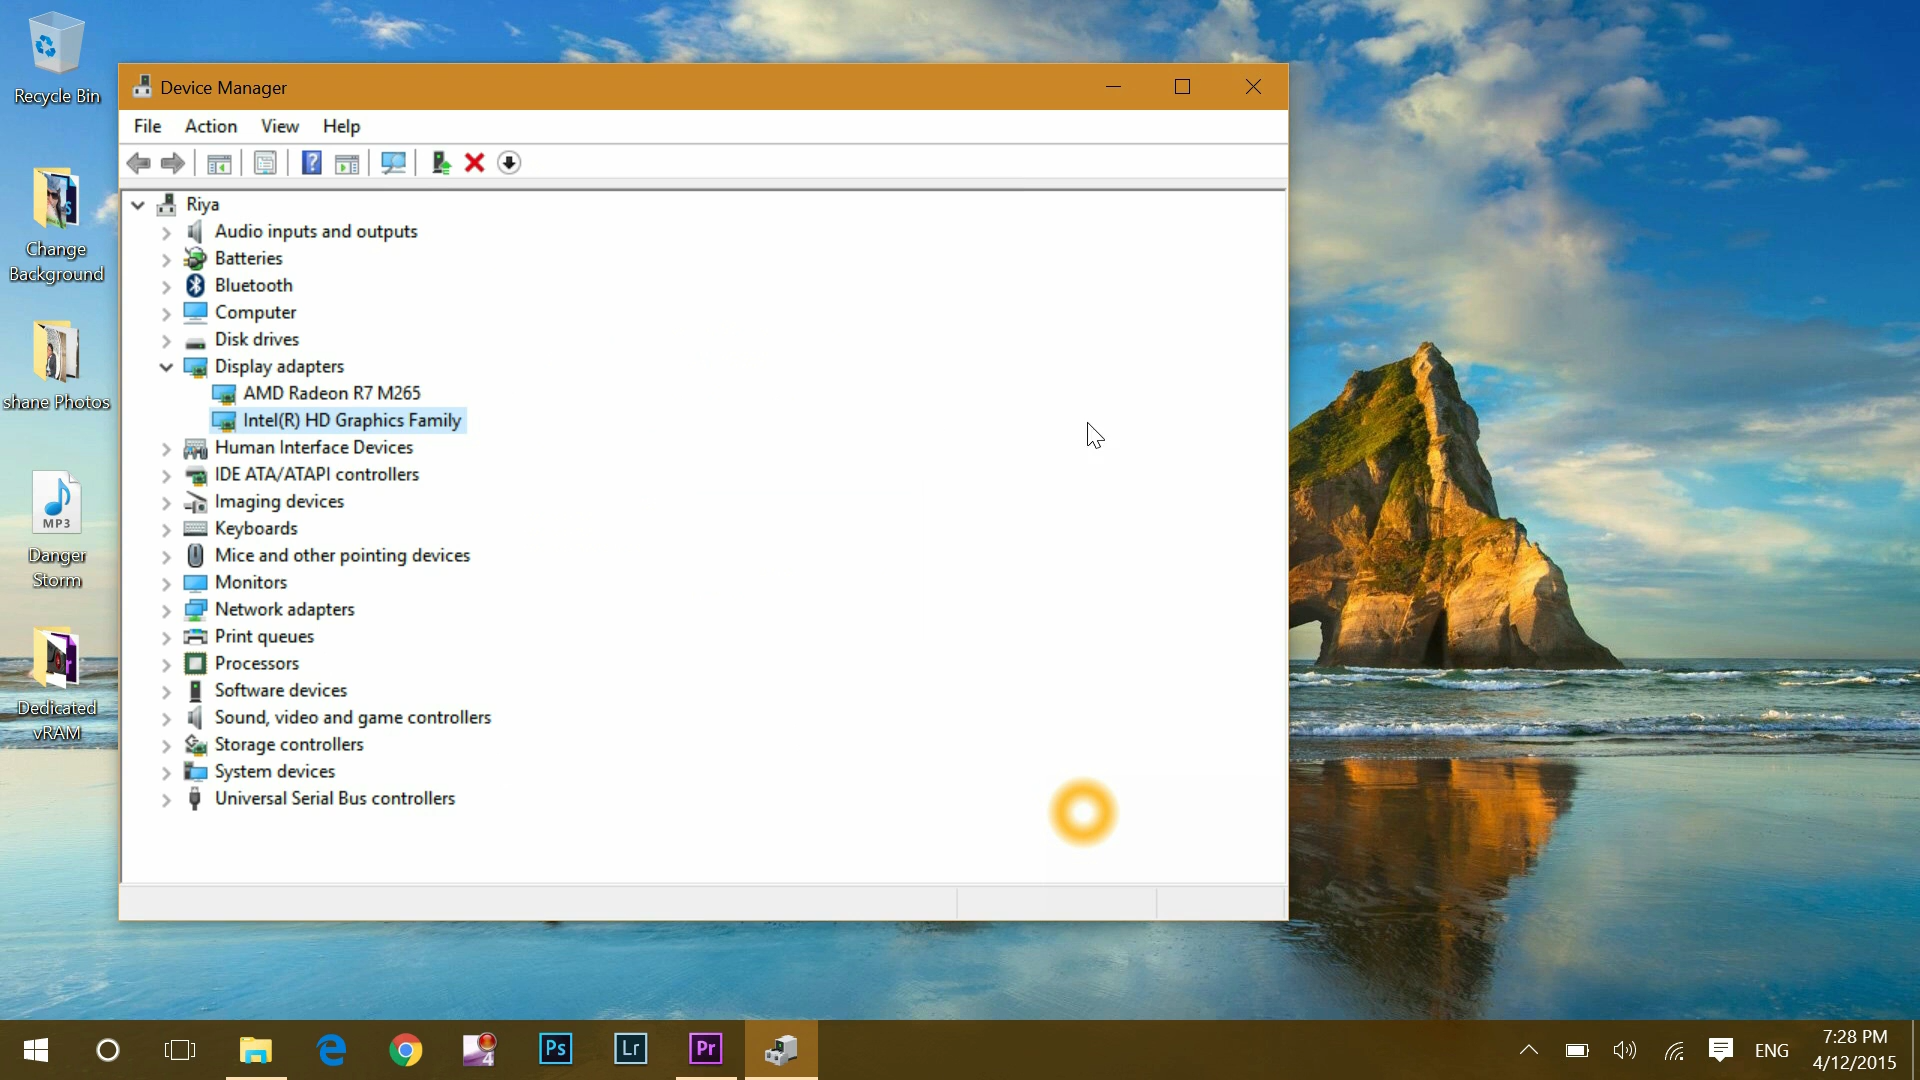 Recycle Bin
Change
Background
shane Photos
MP3
Danger
Storm
Dedicated
vRAM
Device Manager
File Action View Help
Riya
Audio inputs and outputs
Batteries
Bluetooth
Computer
Disk drives
Display adapters
AMD Radeon R7 M265
Intel(R) HD Graphics Family
Human Interface Devices
IDE ATA/ATAPI controllers
Imaging devices
Keyboards
Mice and other pointing devices
Monitors
Network adapters
Print queues
Processors
Software devices
Sound, video and game controllers
Storage controllers
System devices
Universal Serial Bus controllers
4 Ps Lr Pr ENG 7:28 PM
4/12/2015